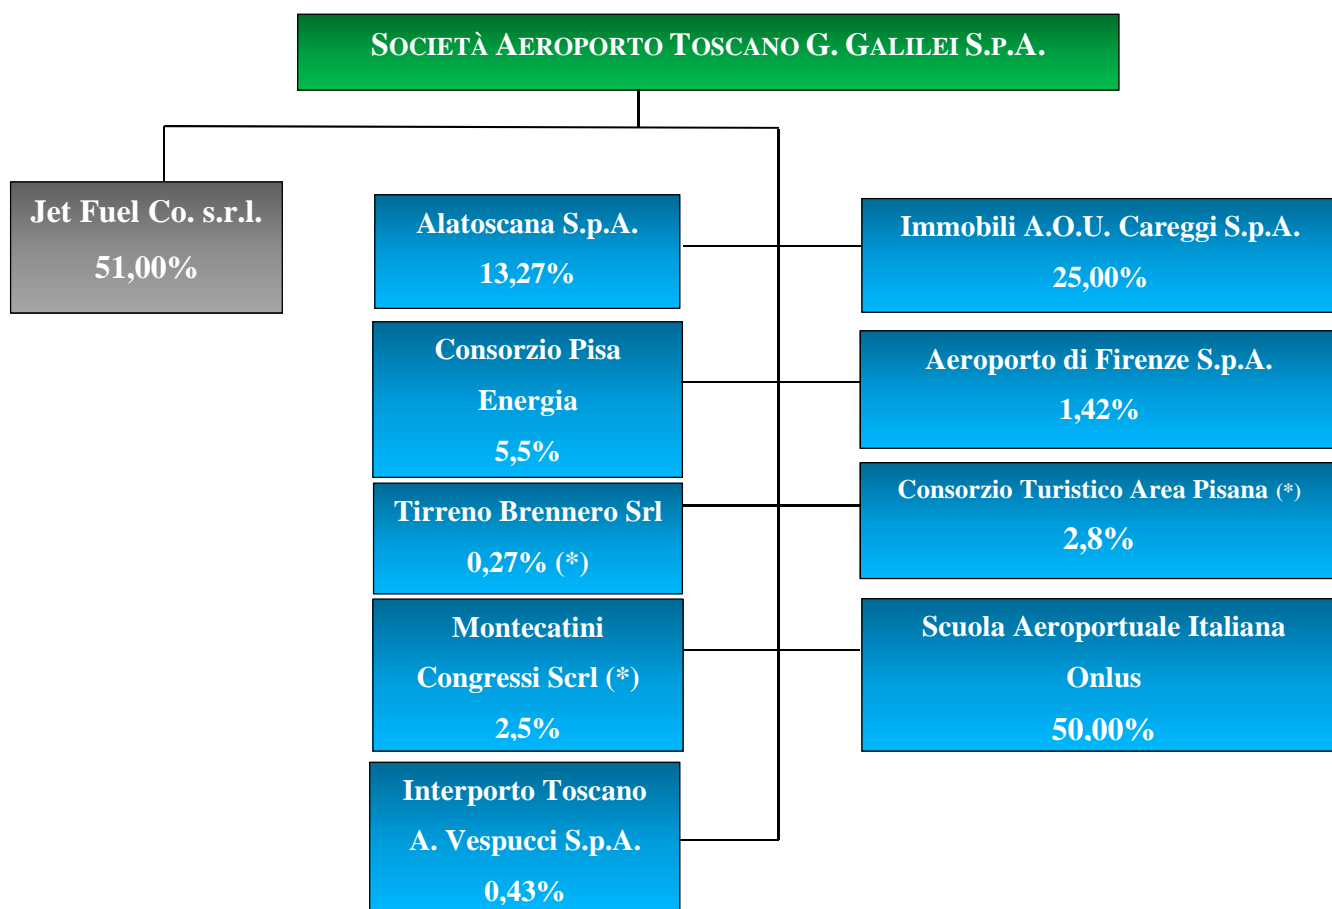 SOCIETÀ AEROPORTO TOSCANO G. GALILEI S.P.A.
Jet Fuel Co. s.r.l.
51,00%
Alatoscana S.p.A.
13,27%
Immobili A.O.U. Careggi S.p.A.
25,00%
Consorzio Pisa
Energia
5,5%
Aeroporto di Firenze S.p.A.
1,42%
Tirreno Brennero Srl
0,27% (*)
Consorzio Turistico Area Pisana (*)
2,8%
Montecatini
Congressi Scrl (*)
2,5%
Scuola Aeroportuale Italiana
Onlus
50,00%
Interporto Toscano
A. Vespucci S.p.A.
0,43%